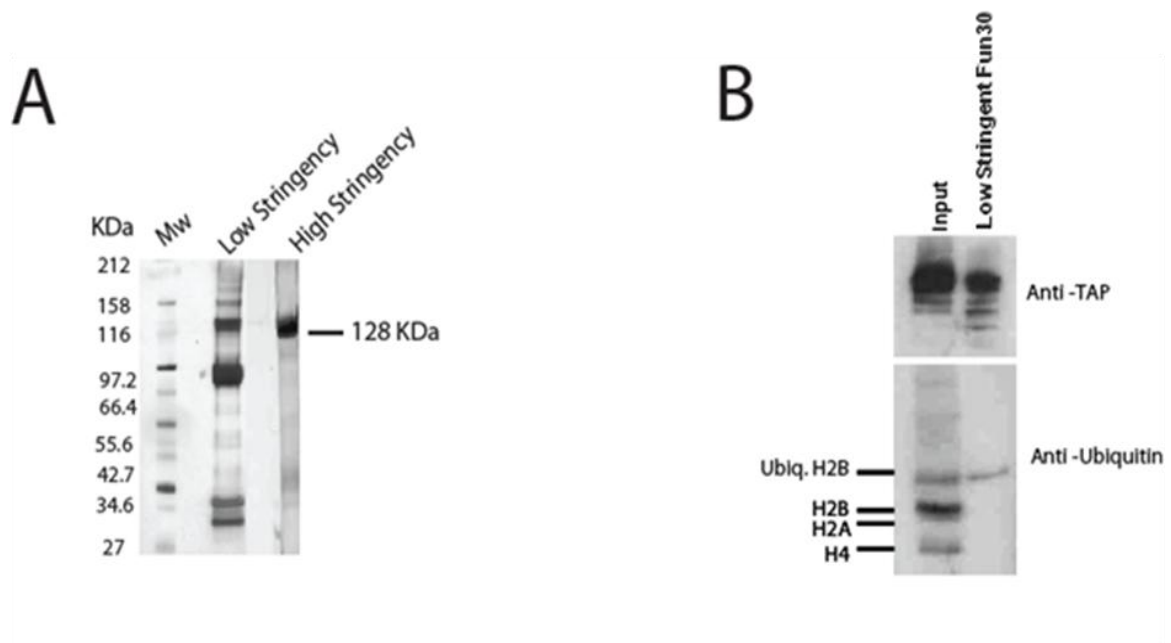 A
KDa
Mw
Low Stringency
High Stringency
212
158
116
97.2
66.4
55.6
42.7
34.6
27
128 KDa
B
Input
Low Stringent Fun30
Anti -TAP
Anti -Ubiquitin
Ubiq. H2B
H2B
H2A
H4